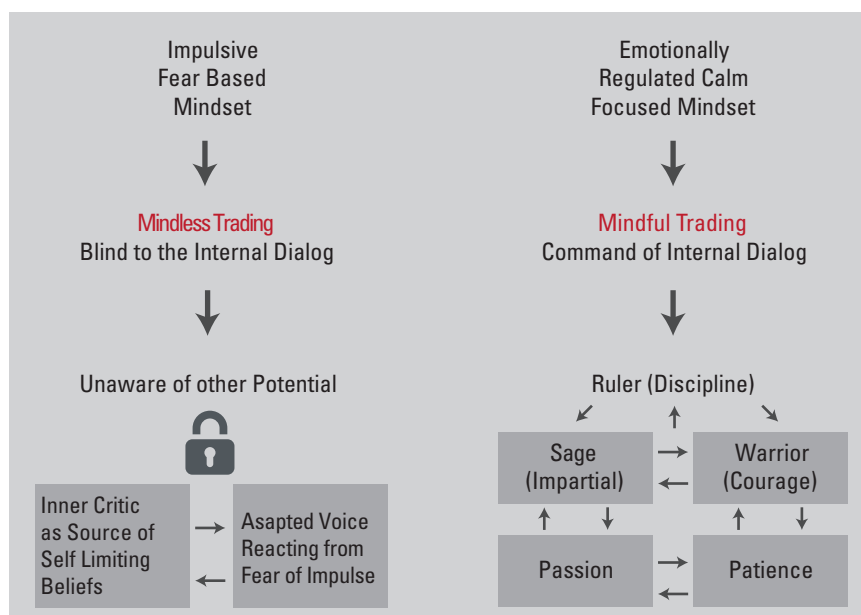 Impulsive
Fear Based
Mindset
Mindless Trading
Blind to the Internal Dialog
Unaware of other Potential
Inner Critic
as Source of
Self Limiting
Beliefs
Asapted Voice
Reacting from
Fear of Impulse
Emotionally
Regulated Calm
Focused Mindset
Mindful Trading
Command of Internal Dialog
Ruler (Discipline)
Sage
(Impartial)
Warrior
(Courage)
Passion
Patience